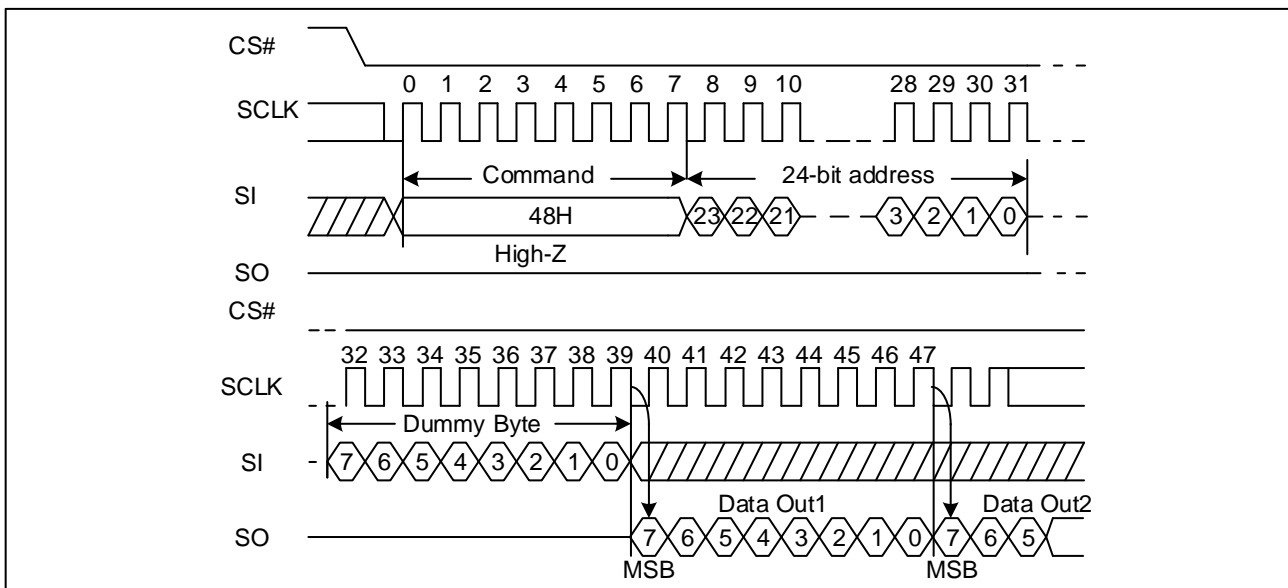 CS#
0 1 2 3 4 5 6 7 8 9 10 28 29 30 31
SCLK
Command 24-bit address
SI
48H 23 22 21 3 2 1 0
High-Z
SO
CS#
32 33 34 35 36 37 38 39 40 41 42 43 44 45 46 47
SCLK
Dummy Byte
SI 7 6 5 4 3 2 1 0
Data Out1 Data Out2
SO 7 6 5 4 3 2 1 0 7 6 5
MSB MSB